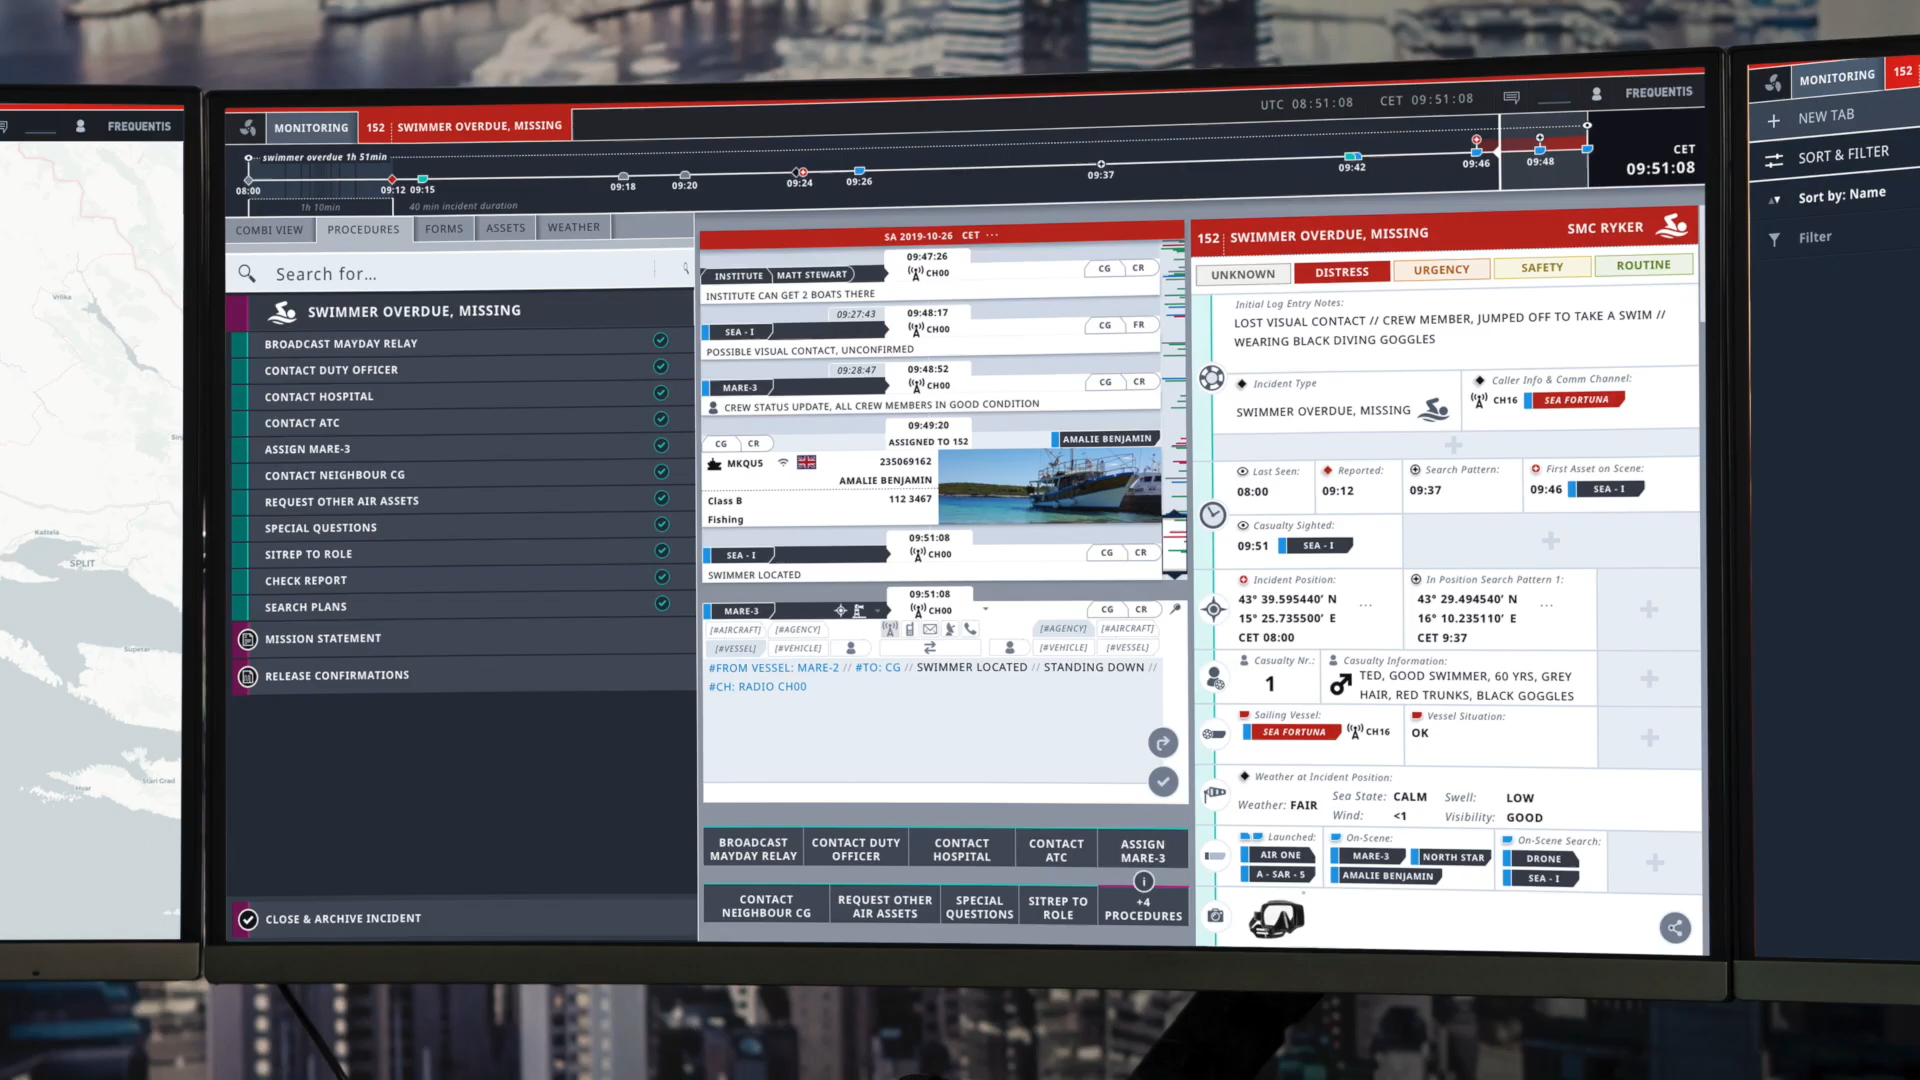 FREQUENTIS
Vrlika
Kaštela
SPLIT
Supetar
Stari Grad
Hvar
MONITORING
152 SWIMMER OVERDUE, MISSING
UTC 08:51:08 CET 09:51:08
FREQUENTIS
swimmer overdue 1h 51min
08:00
09:12 09:15
09:18
09:20
09:24
09:26
09:37
09:42
09:46
09:48
CET
09:51:08
1h 10min
40 min incident duration
COMBI VIEW
PROCEDURES
FORMS
ASSETS
WEATHER
Search for...
SWIMMER OVERDUE, MISSING
BROADCAST MAYDAY RELAY
CONTACT DUTY OFFICER
CONTACT HOSPITAL
CONTACT ATC
ASSIGN MARE-3
CONTACT NEIGHBOUR CG
REQUEST OTHER AIR ASSETS
SPECIAL QUESTIONS
SITREP TO ROLE
CHECK REPORT
SEARCH PLANS
MISSION STATEMENT
RELEASE CONFIRMATIONS
CLOSE & ARCHIVE INCIDENT
SA 2019-10-26 CET ···
09:47:26
INSTITUTE MATT STEWART CH00 CG CR
INSTITUTE CAN GET 2 BOATS THERE
09:27:43 09:48:17
SEA - I CH00 CG FR
POSSIBLE VISUAL CONTACT, UNCONFIRMED
09:28:47 09:48:52
MARE-3 CH00 CG CR
CREW STATUS UPDATE, ALL CREW MEMBERS IN GOOD CONDITION
09:49:20
CG CR ASSIGNED TO 152 AMALIE BENJAMIN
MKQU5 235069162
AMALIE BENJAMIN
Class B 112 3467
Fishing
09:51:08
SEA - I CH00 CG CR
SWIMMER LOCATED
09:51:08
MARE-3 CH00 CG CR
[#AIRCRAFT] [#AGENCY] [#AGENCY] [#AIRCRAFT]
[#VESSEL] [#VEHICLE] [#VEHICLE] [#VESSEL]
#FROM VESSEL: MARE-2 // #TO: CG // SWIMMER LOCATED // STANDING DOWN //
#CH: RADIO CH00
BROADCAST
MAYDAY RELAY
CONTACT DUTY
OFFICER
CONTACT
HOSPITAL
CONTACT
ATC
ASSIGN
MARE-3
CONTACT
NEIGHBOUR CG
REQUEST OTHER
AIR ASSETS
SPECIAL
QUESTIONS
SITREP TO
ROLE
+4
PROCEDURES
152 SWIMMER OVERDUE, MISSING SMC RYKER
UNKNOWN DISTRESS URGENCY SAFETY ROUTINE
Initial Log Entry Notes:
LOST VISUAL CONTACT // CREW MEMBER, JUMPED OFF TO TAKE A SWIM //
WEARING BLACK DIVING GOGGLES
Incident Type
SWIMMER OVERDUE, MISSING
Caller Info & Comm Channel:
CH16 SEA FORTUNA
Last Seen:
08:00
Reported:
09:12
Search Pattern:
09:37
First Asset on Scene:
09:46 SEA - I
Casualty Sighted:
09:51 SEA - I
Incident Position:
43° 39.595440' N
15° 25.735500' E
CET 08:00
In Position Search Pattern 1:
43° 29.494540' N
16° 10.235110' E
CET 9:37
Casualty Nr.:
1
Casualty Information:
TED, GOOD SWIMMER, 60 YRS, GREY
HAIR, RED TRUNKS, BLACK GOGGLES
Sailing Vessel:
SEA FORTUNA CH16
Vessel Situation:
OK
Weather at Incident Position:
Weather: FAIR
Sea State: CALM
Wind: <1
Swell: LOW
Visibility: GOOD
Launched:
AIR ONE
A - SAR - 5
On-Scene:
MARE-3 NORTH STAR
AMALIE BENJAMIN
On-Scene Search:
DRONE
SEA - I
MONITORING 152
NEW TAB
SORT & FILTER
Sort by: Name
Filter